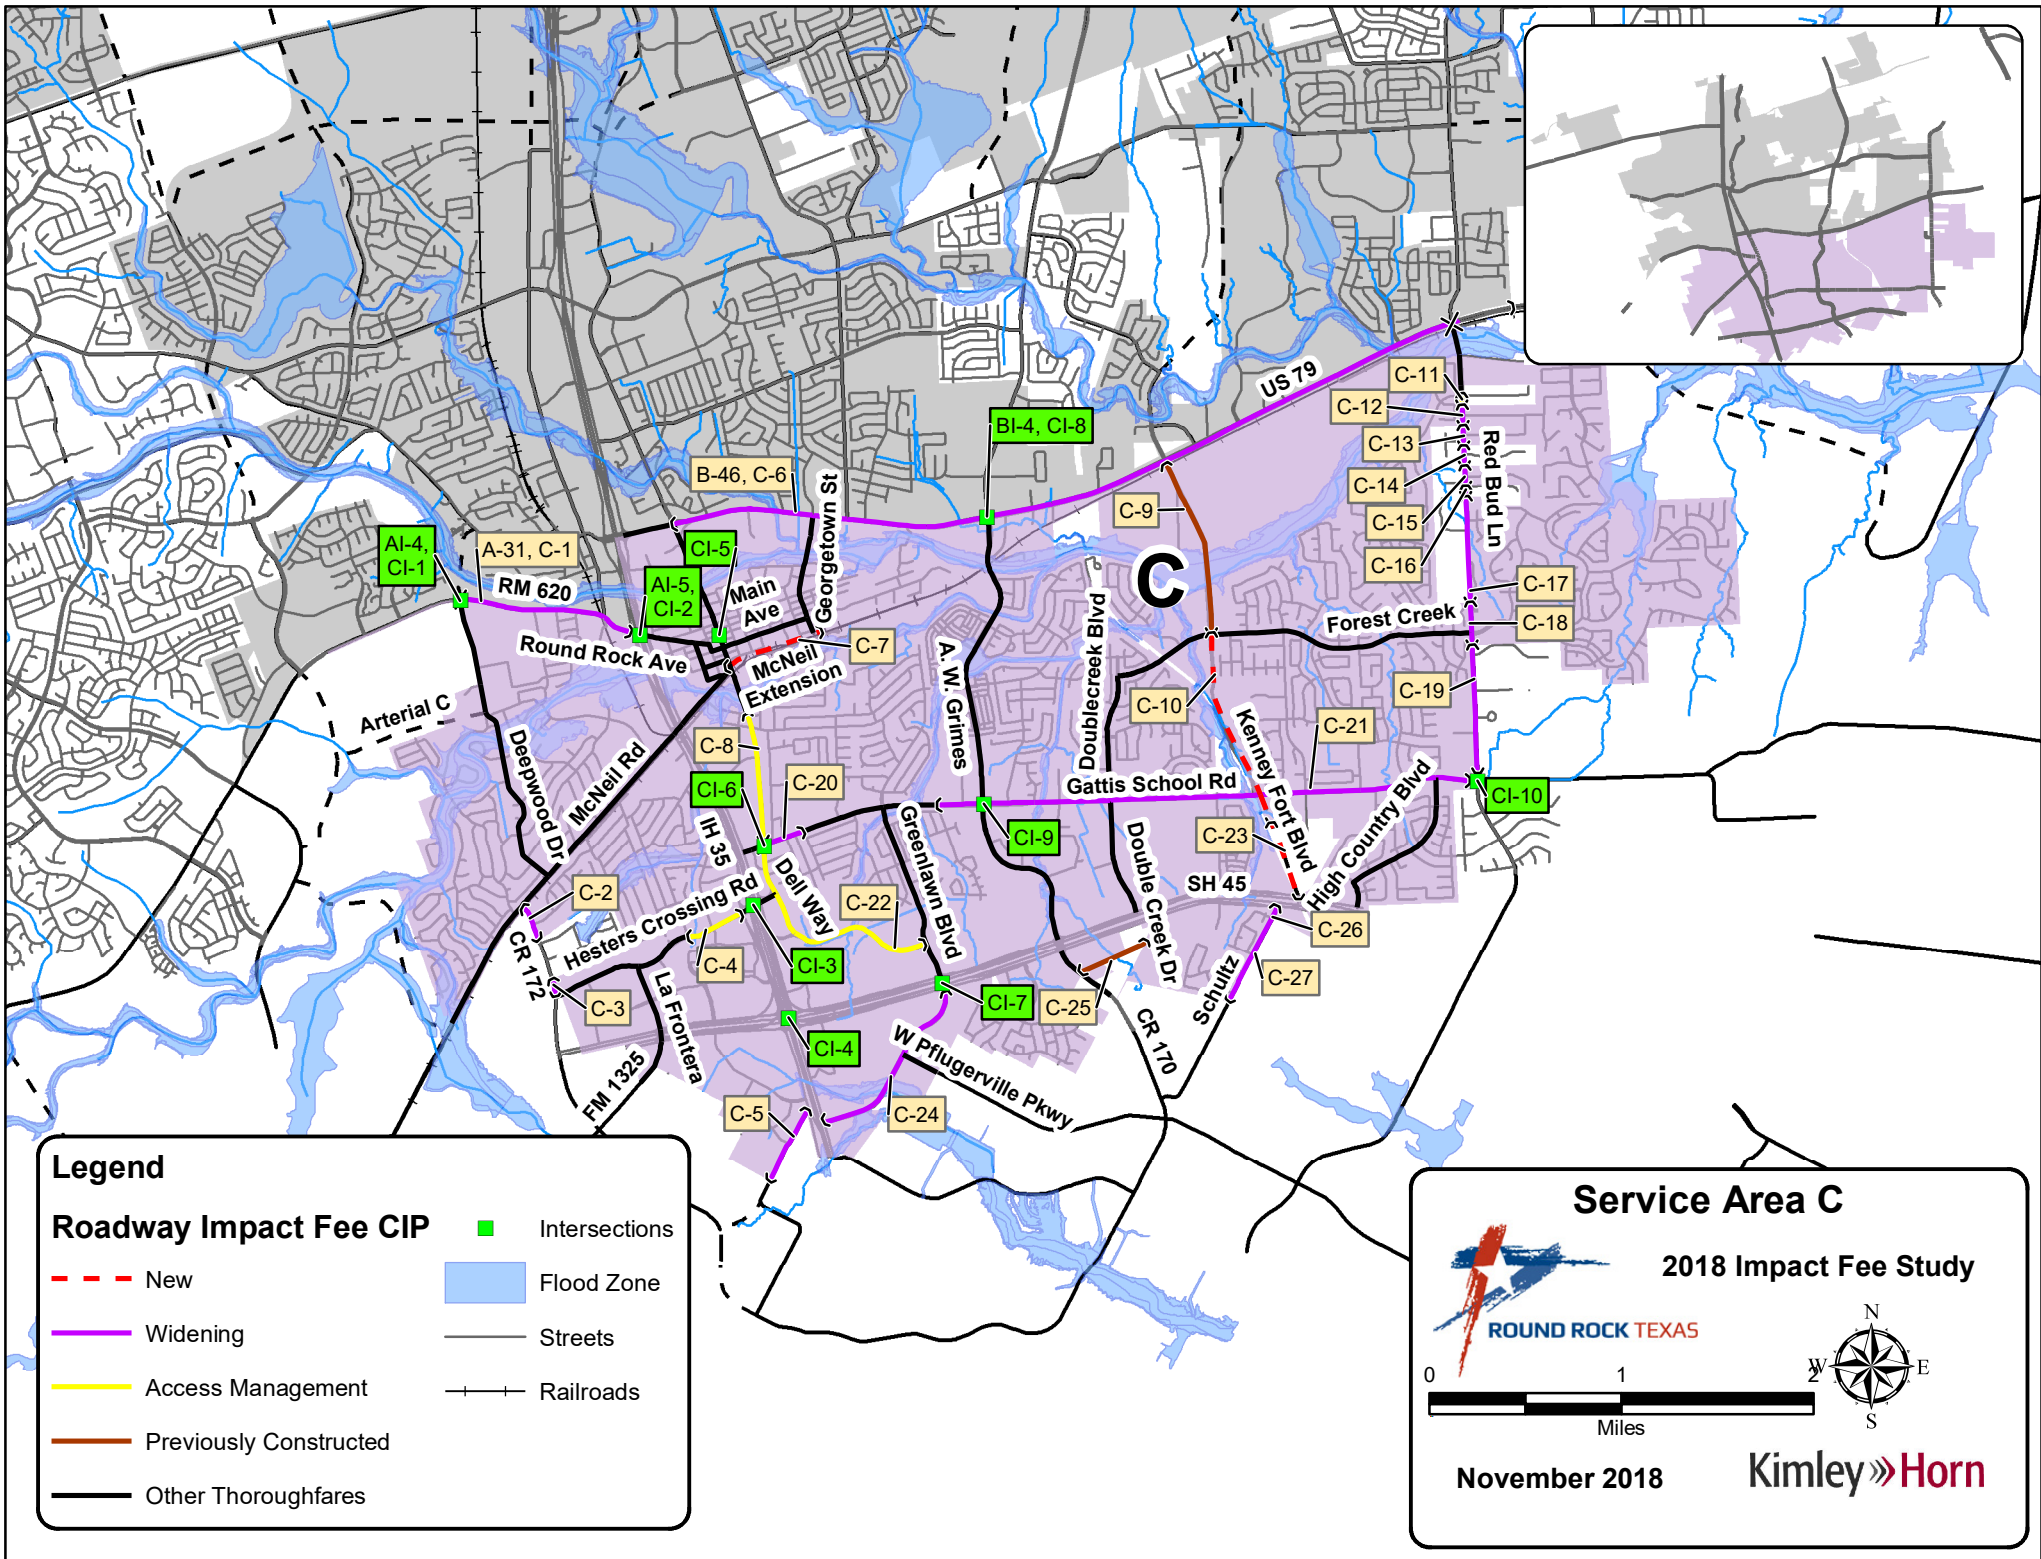 US 79
C-11
C-12
C-13
C-14
C-15
C-16
Red Bud Ln
BI-4, CI-8
B-46, C-6
Georgetown St
C-9
C
AI-4,
CI-1
A-31, C-1
RM 620
CI-5
AI-5,
CI-2
Main
Ave
Round Rock Ave
McNeil
Extension
C-7
C-17
C-18
Forest Creek
C-19
A. W. Grimes
Doublecreek Blvd
C-10
Kenney Fort Blvd
C-21
Arterial C
Deepwood Dr
McNeil Rd
C-8
CI-6
C-20
Gattis School Rd
High Country Blvd
CI-10
IH 35
Greenlawn Blvd
CI-9
Double Creek Dr
C-23
Dell Way
C-2
Hesters Crossing Rd
C-22
SH 45
C-26
CR 172
C-4
CI-3
C-27
C-3
La Frontera
CI-7
C-25
Schultz
CI-4
W Pflugerville Pkwy
CR 170
FM 1325
C-5
C-24
Legend
Roadway Impact Fee CIP
New
Widening
Access Management
Previously Constructed
Other Thoroughfares
Intersections
Flood Zone
Streets
Railroads
Service Area C
2018 Impact Fee Study
ROUND ROCK TEXAS
N
W
E
S
0 1 2
Miles
November 2018
Kimley»Horn